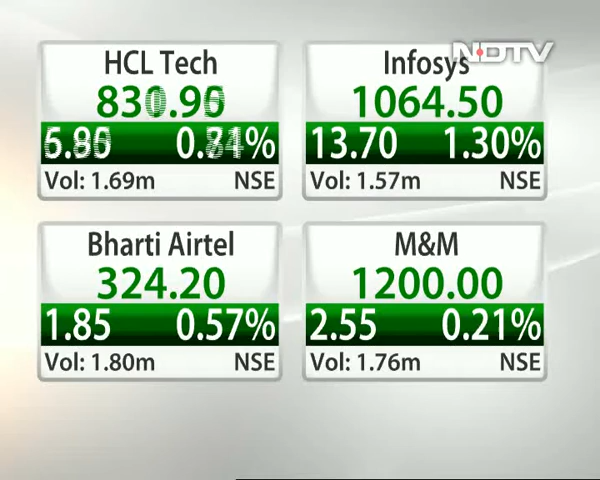 NDTV
HCL Tech
Vol: 1.69m NSE
Infosys
1064.50
13.70 1.30%
Vol: 1.57m NSE
Bharti Airtel
324.20
1.85 0.57%
Vol: 1.80m NSE
M&M
1200.00
2.55 0.21%
Vol: 1.76m NSE